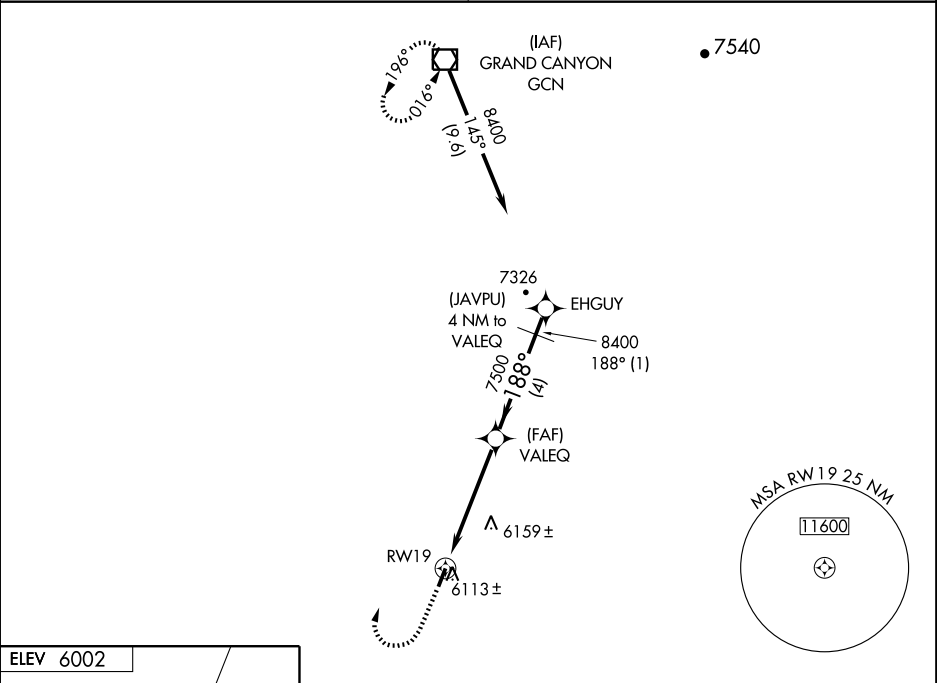 (IAF)
GRAND CANYON
GCN
7540
196°
016°
8400
145°
(9.6)
7326
(JAVPU)
4 NM to
VALEQ
EHGUY
8400
188° (1)
7500
188°
(4)
(FAF)
VALEQ
6159±
RW19
6113±
MSA RW19 25 NM
11600
ELEV 6002